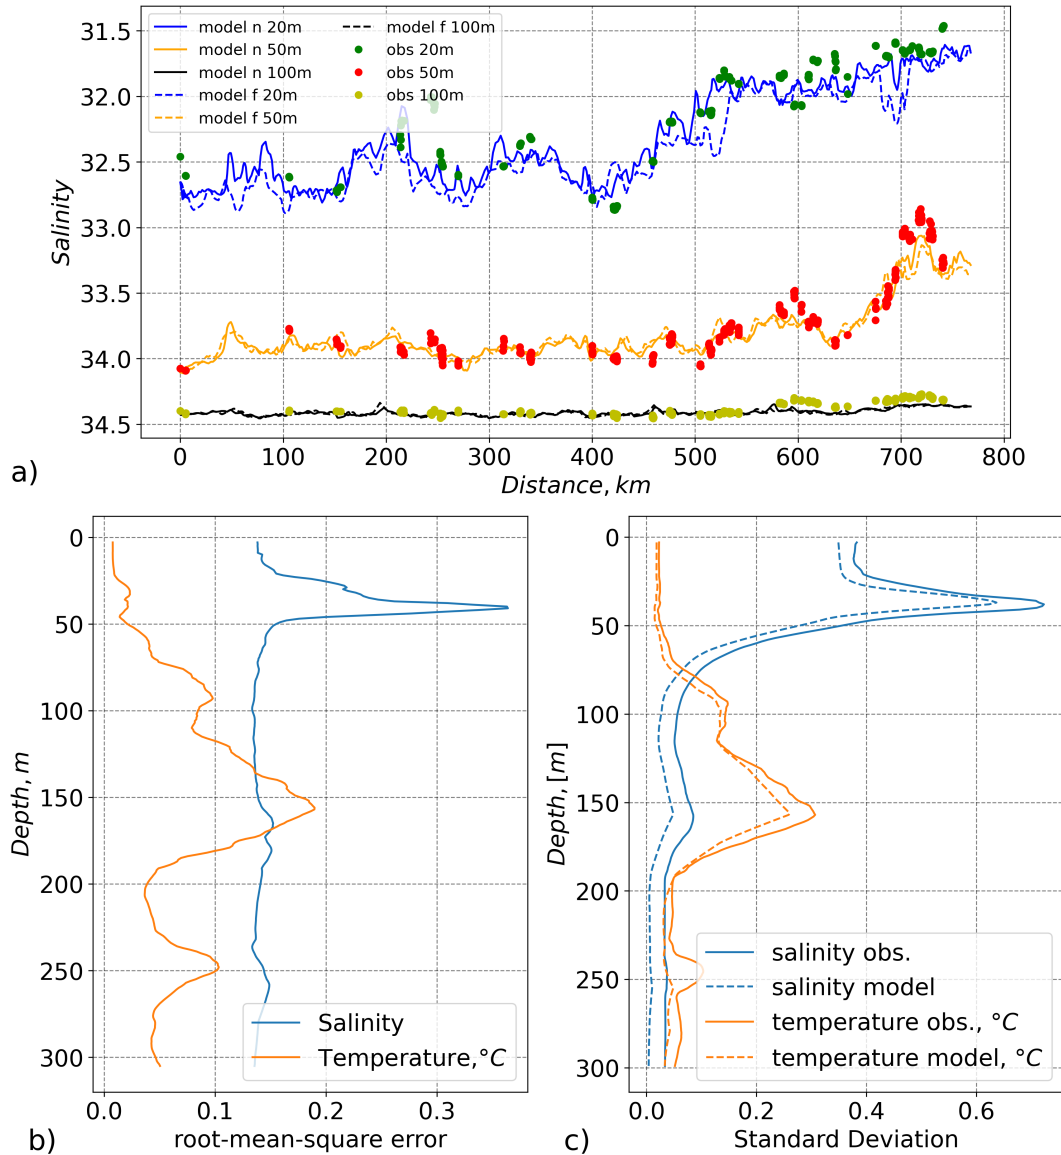 31.5
32.0
32.5
33.0
33.5
34.0
34.5
Salinity
model n 20m
model n 50m
model n 100m
model f 20m
model f 50m
model f 100m
obs 20m
obs 50m
obs 100m
0 100 200 300 400 500 600 700 800
Distance, km
a)
0
50
100
150
200
250
300
Depth, m
Salinity
Temperature, °C
0.0 0.1 0.2 0.3
root-mean-square error
b)
0
50
100
150
200
250
300
Depth, [m]
salinity obs.
salinity model
temperature obs., °C
temperature model, °C
0.0 0.2 0.4 0.6
Standard Deviation
c)